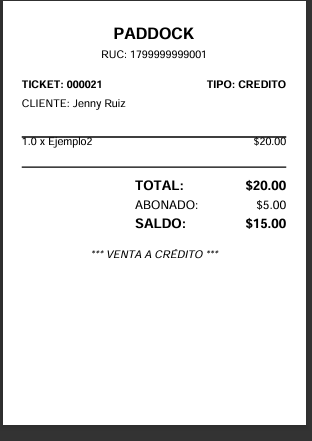 PADDOCK
RUC: 1799999999001
TICKET: 000021 TIPO: CREDITO
CLIENTE: Jenny Ruiz
1.0 x Ejemplo2 $20.00
TOTAL: $20.00
ABONADO: $5.00
SALDO: $15.00
*** VENTA A CRÉDITO ***